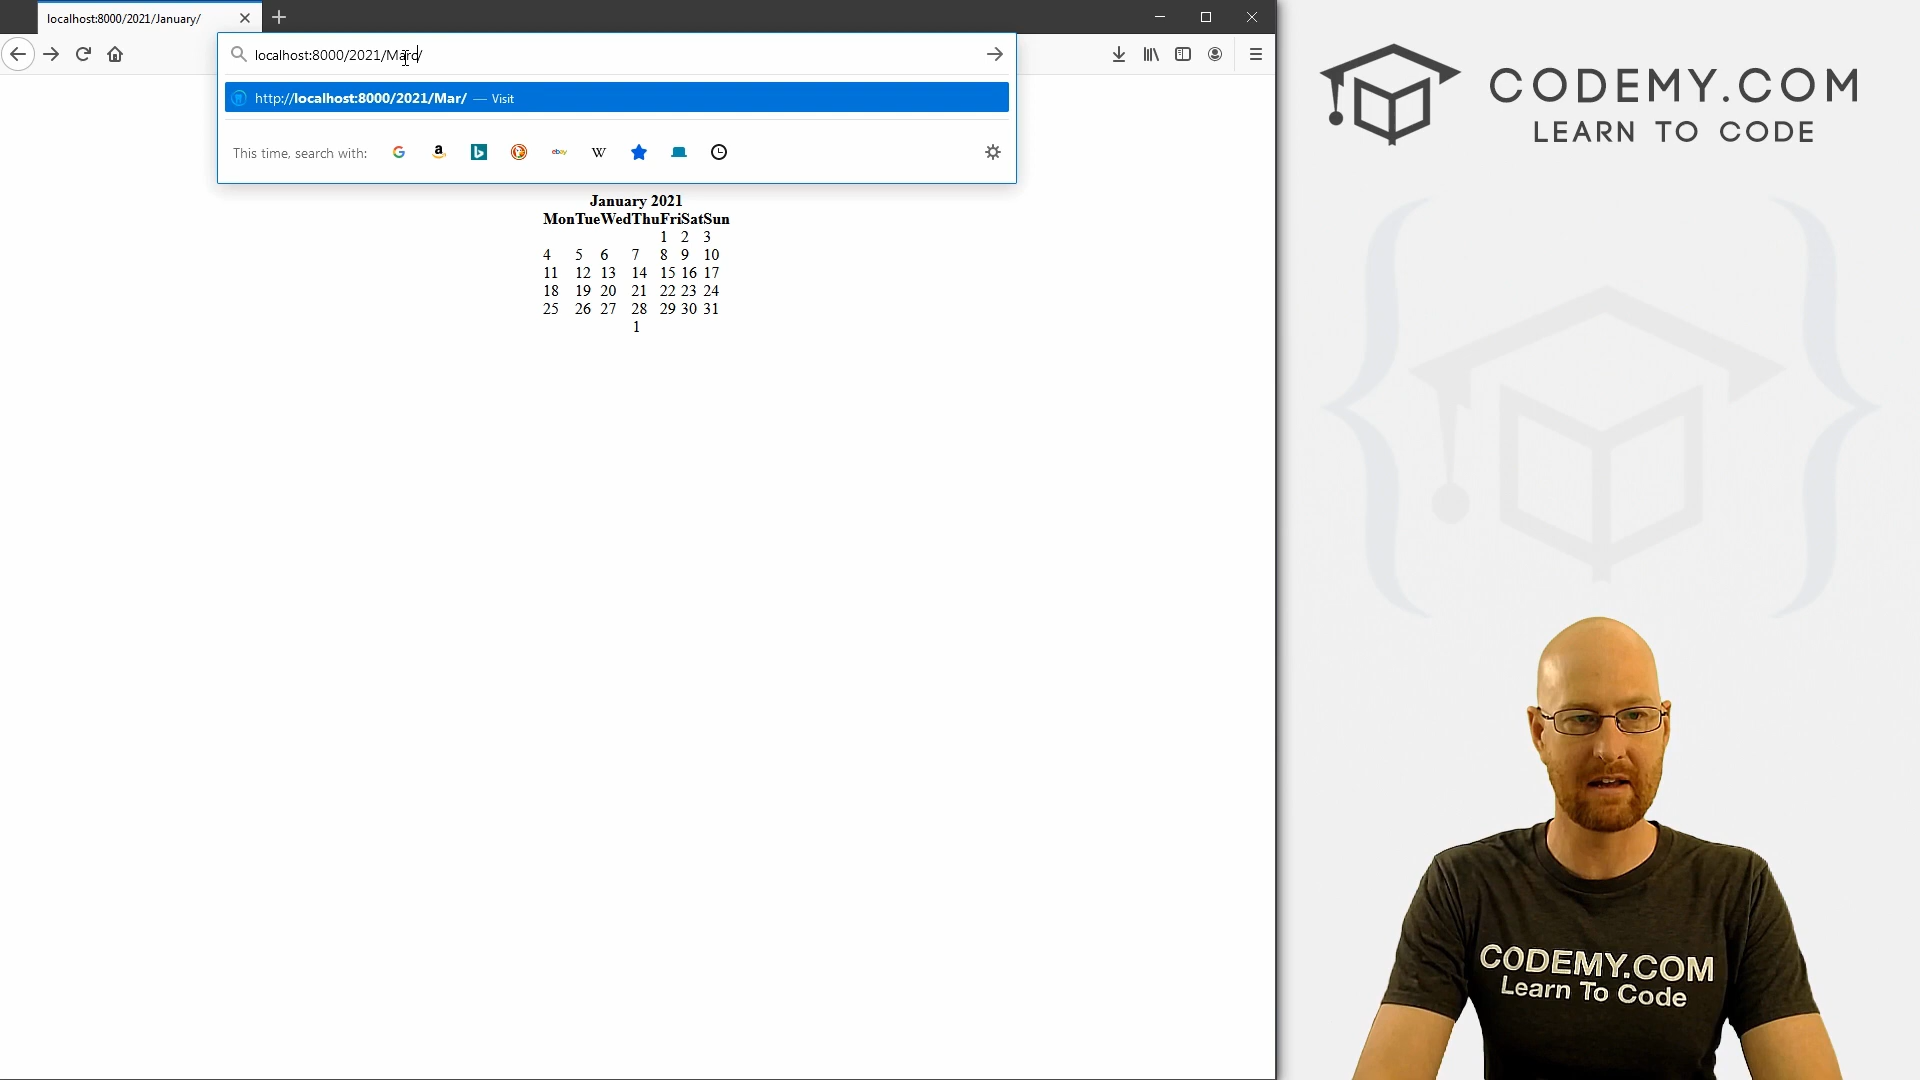 localhost:8000/2021/January/
localhost:8000/2021/Marc/
http://localhost:8000/2021/Mar/ — Visit
This time, search with:
January 2021
MonTueWedThuFriSatSun
1 2 3
4 5 6 7 8 9 10
11 12 13 14 15 16 17
18 19 20 21 22 23 24
25 26 27 28 29 30 31
1
CODEMY.COM
LEARN TO CODE
CODEMY.COM
Learn To Code